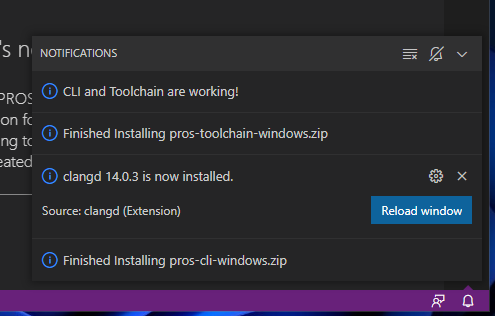 's n
NOTIFICATIONS
CLI and Toolchain are working!
PROS
on fo
Finished Installing pros-toolchain-windows.zip
ng to
eated
clangd 14.0.3 is now installed.
Source: clangd (Extension)
Reload window
Finished Installing pros-cli-windows.zip